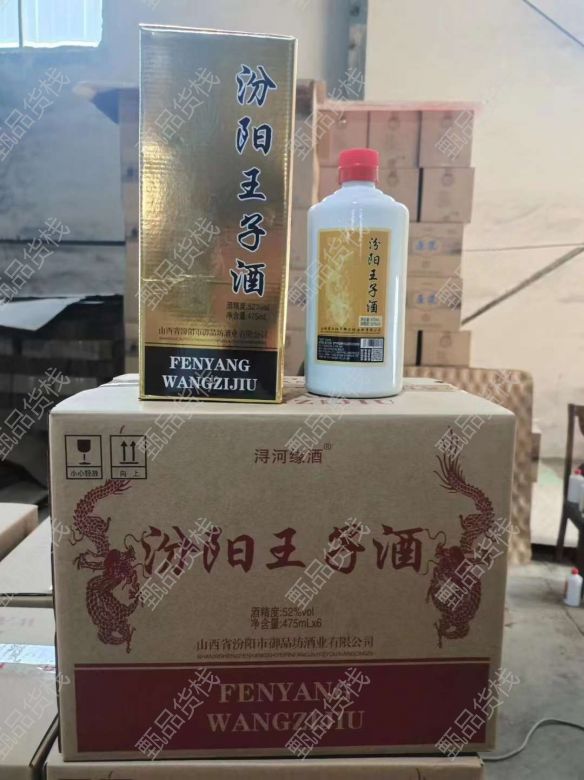 汾阳王子酒
酒精度:52%vol
净含量:475mL
山西省汾阳市御品坊酒业有限公司
FENYANG
WANGZIJIU
汾阳王子酒
浔河缘酒®
小心轻放
向上
汾阳王子酒
酒精度:52%vol
净含量:475mLx6
山西省汾阳市御品坊酒业有限公司
FENYANG
WANGZIJIU
甄品货栈